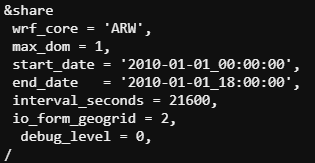 &share
 wrf_core = 'ARW',
 max_dom = 1,
 start_date = '2010-01-01_00:00:00',
 end_date   = '2010-01-01_18:00:00',
 interval_seconds = 21600,
 io_form_geogrid = 2,
  debug_level = 0,
/